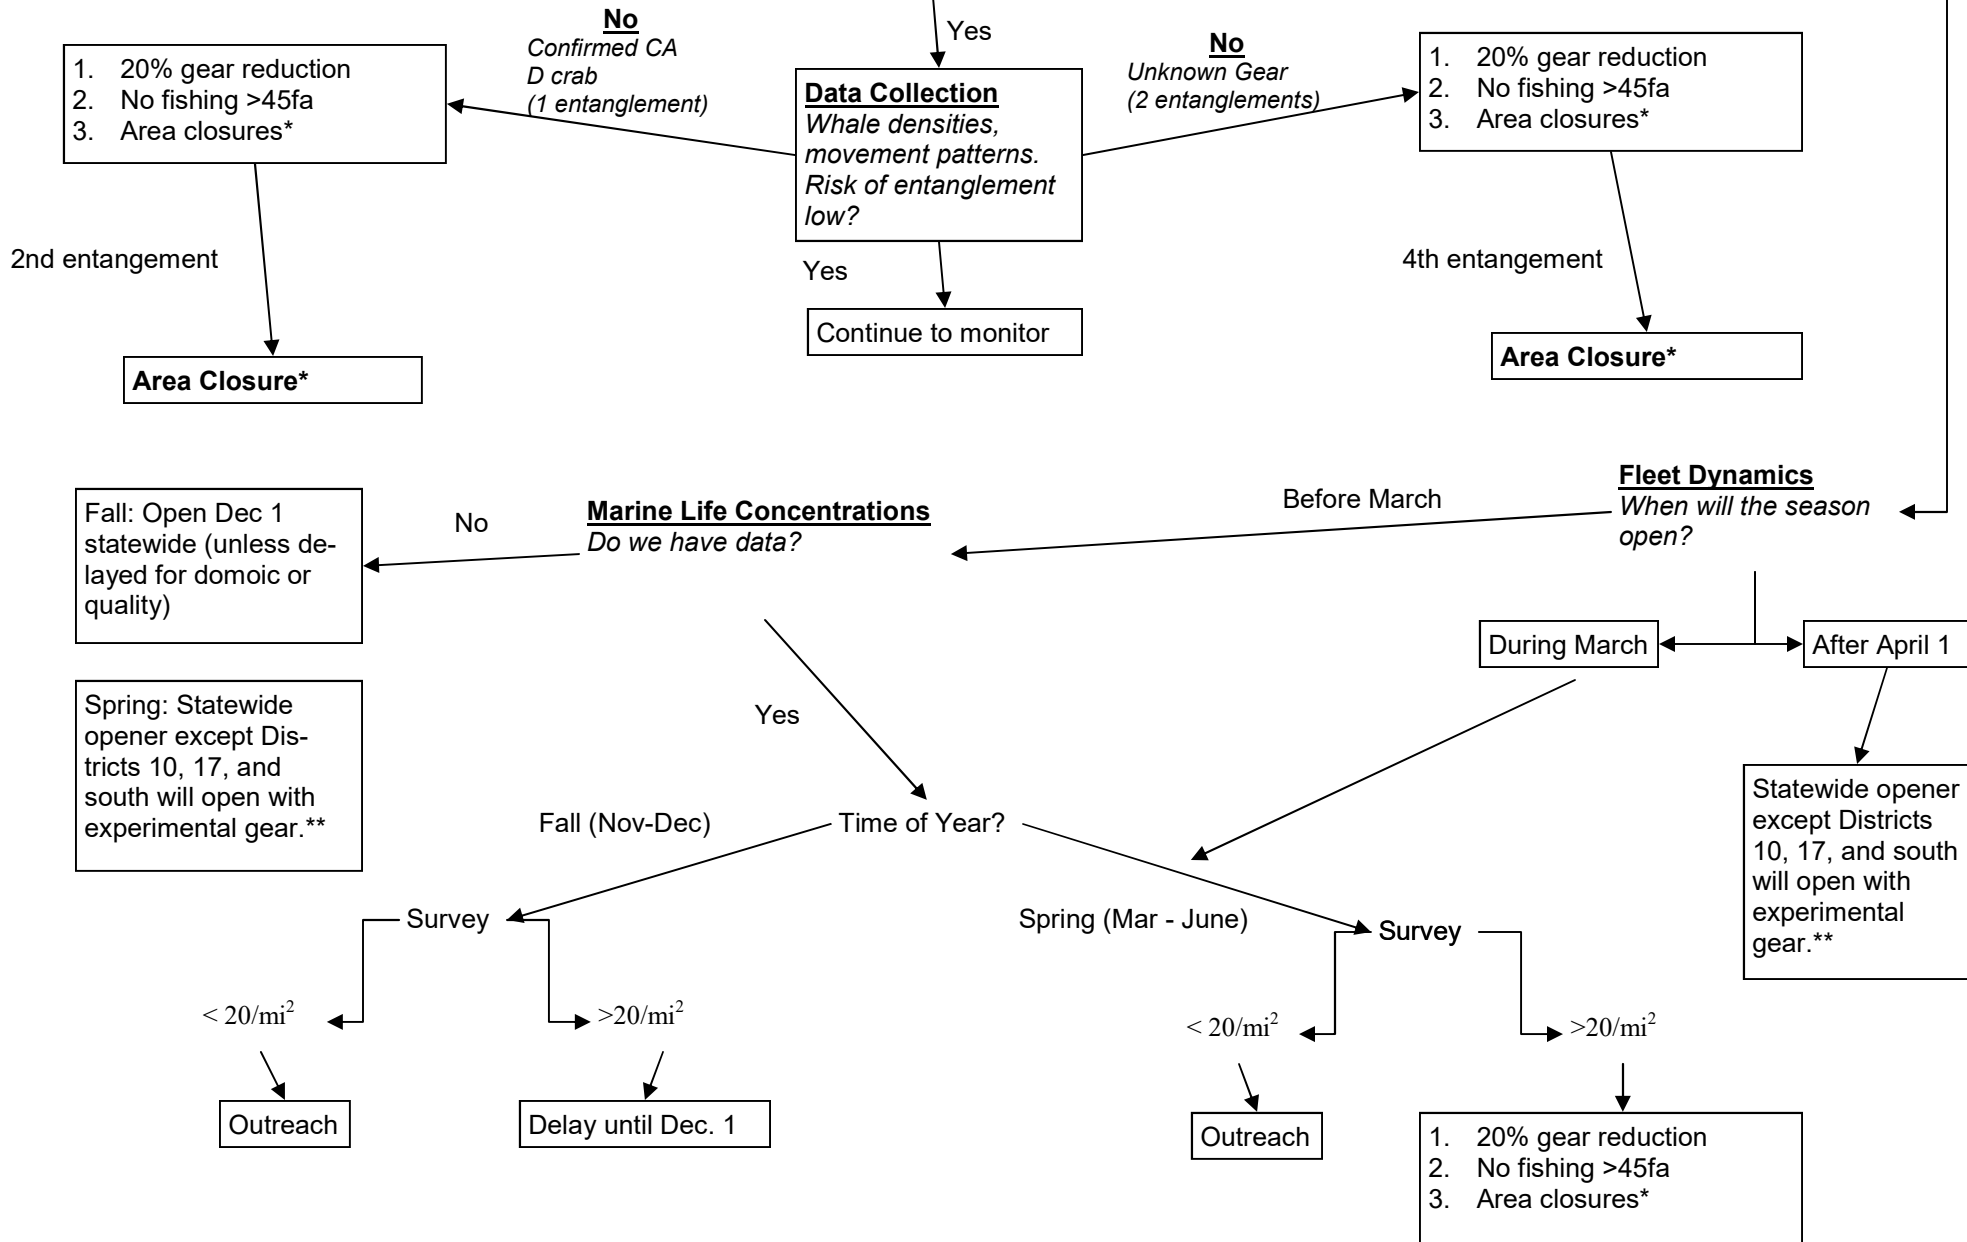 No
Confirmed CA
D crab
(1 entanglement)
Yes
No
Unknown Gear
(2 entanglements)
1. 20% gear reduction
2. No fishing >45fa
3. Area closures*
Data Collection
Whale densities,
movement patterns.
Risk of entanglement
low?
1. 20% gear reduction
2. No fishing >45fa
3. Area closures*
2nd entangement
Yes
4th entangement
Continue to monitor
Area Closure*
Area Closure*
Fleet Dynamics
When will the season
open?
Before March
Marine Life Concentrations
Do we have data?
No
Fall: Open Dec 1
statewide (unless de-
layed for domoic or
quality)
Spring: Statewide
opener except Dis-
tricts 10, 17, and
south will open with
experimental gear.**
During March
After April 1
Yes
Statewide opener
except Districts
10, 17, and south
will open with
experimental
gear.**
Fall (Nov-Dec)
Time of Year?
Survey
Spring (Mar - June)
Survey
< 20/mi²
>20/mi²
< 20/mi²
>20/mi²
Outreach
Delay until Dec. 1
Outreach
1. 20% gear reduction
2. No fishing >45fa
3. Area closures*